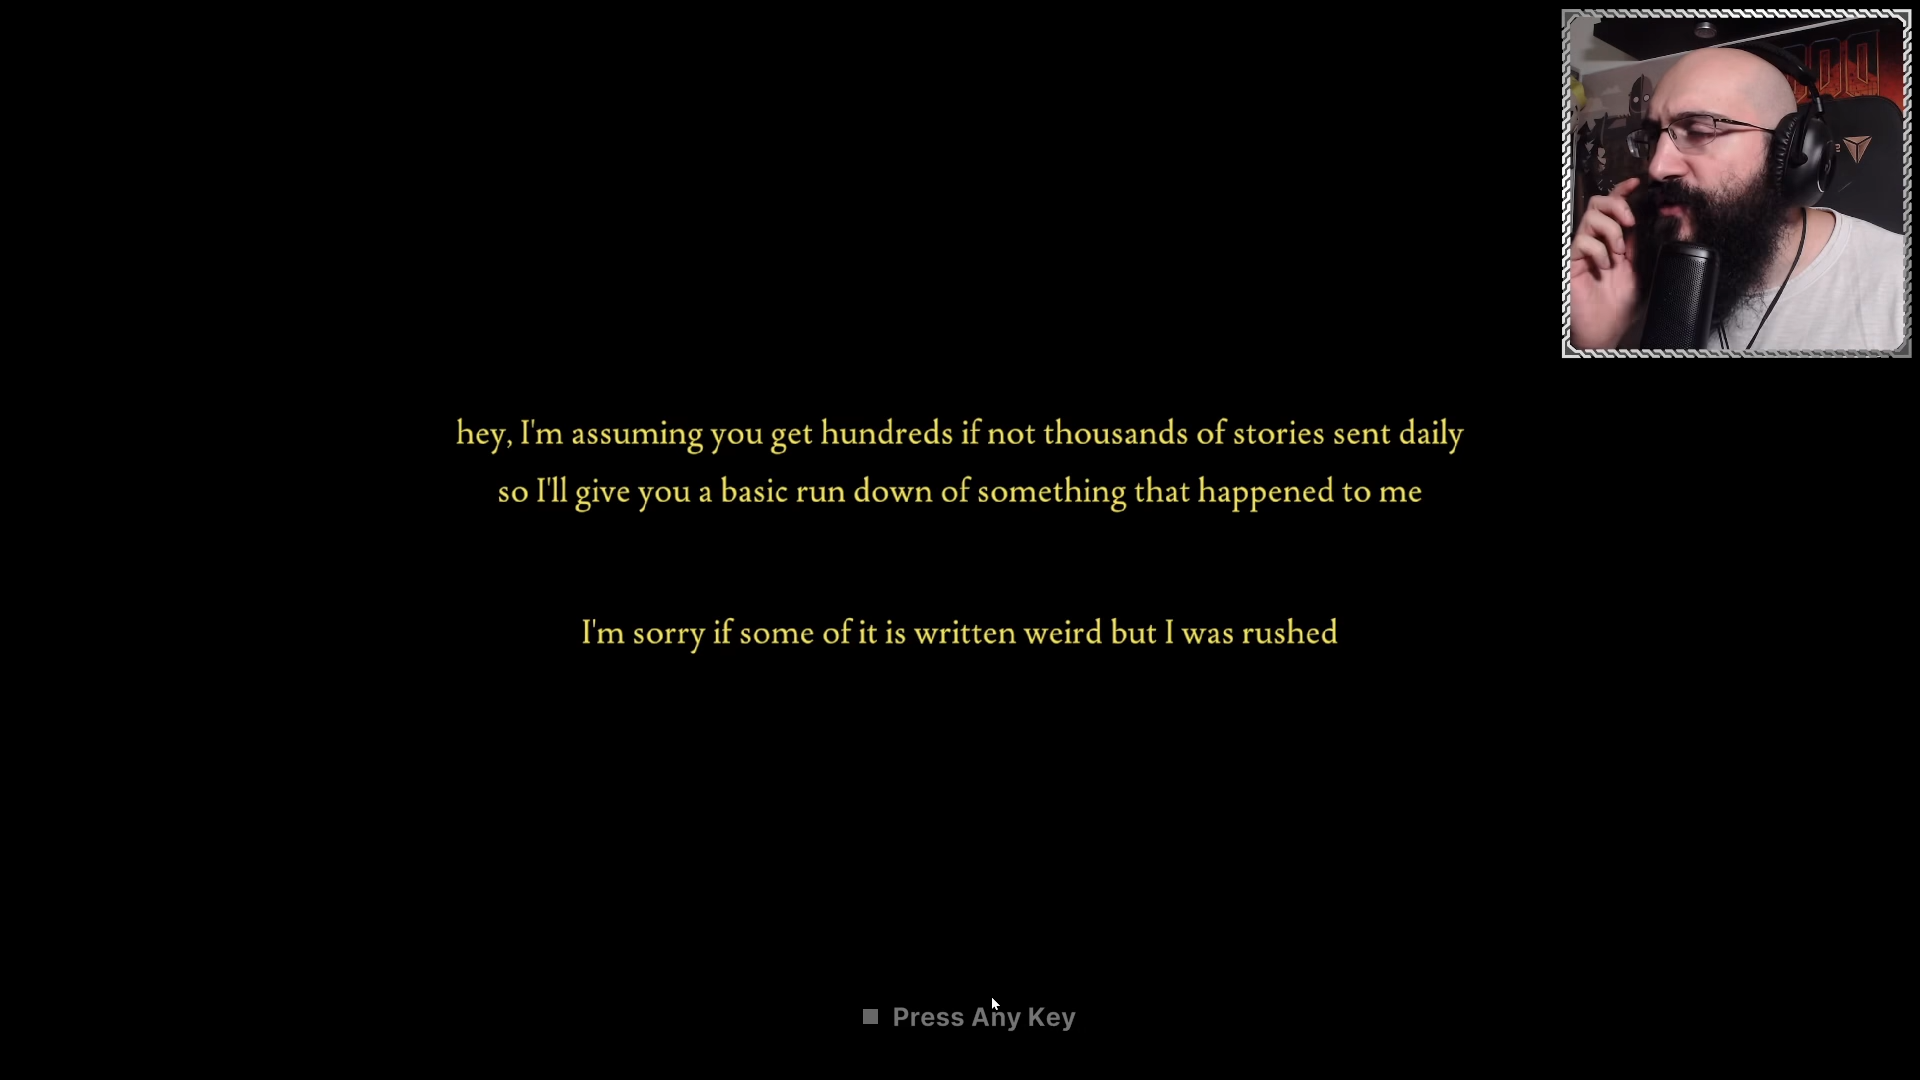 hey, I'm assuming you get hundreds if not thousands of stories sent daily
so I'll give you a basic run down of something that happened to me
I'm sorry if some of it is written weird but I was rushed
Press Any Key